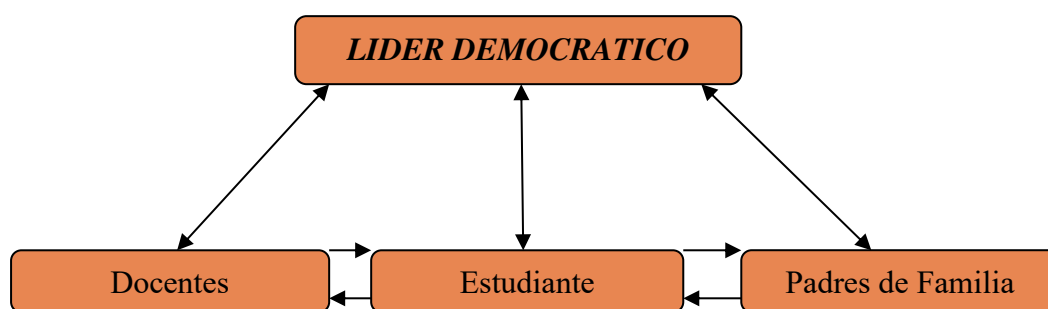 LIDER DEMOCRATICO
Docentes
Estudiante
Padres de Familia